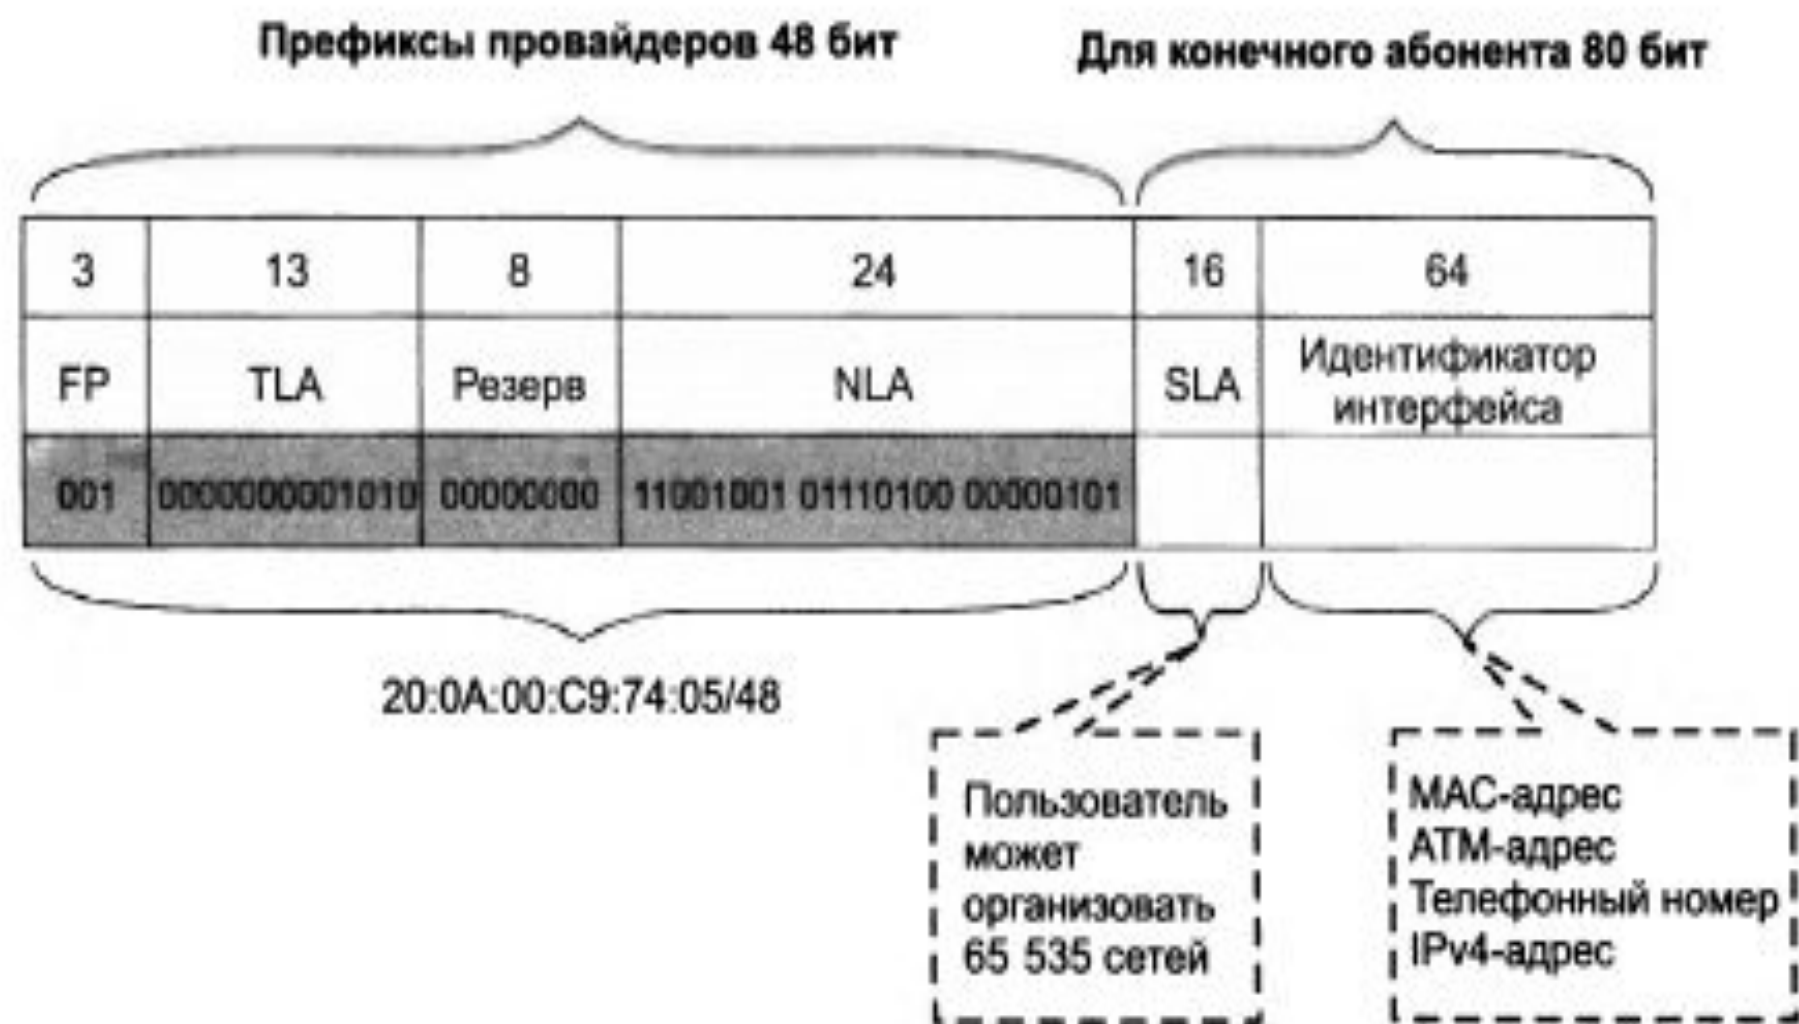 Префиксы провайдеров 48 бит
Для конечного абонента 80 бит
3 13 8 24 16 64
FP TLA Резерв NLA SLA Идентификатор
интерфейса
001 0000000001010 00000000 11001001 01110100 00000101
20:0A:00:C9:74:05/48
Пользователь
может
организовать
65 535 сетей
MAC-адрес
ATM-адрес
Телефонный номер
IPv4-адрес